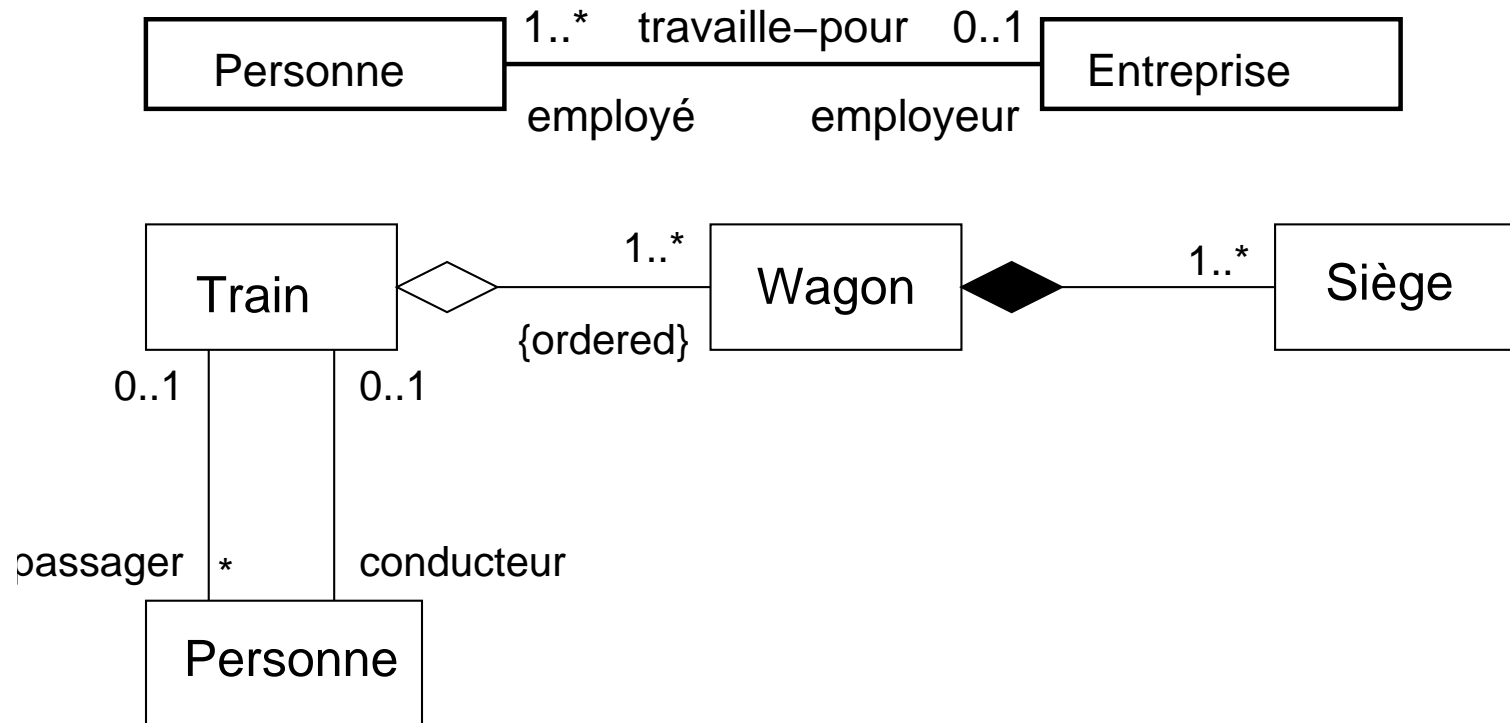 1..* travaille–pour 0..1
Personne Entreprise
employé employeur
1..* 1..*
Train Wagon Siège
{ordered}
0..1 0..1
passager * conducteur
Personne